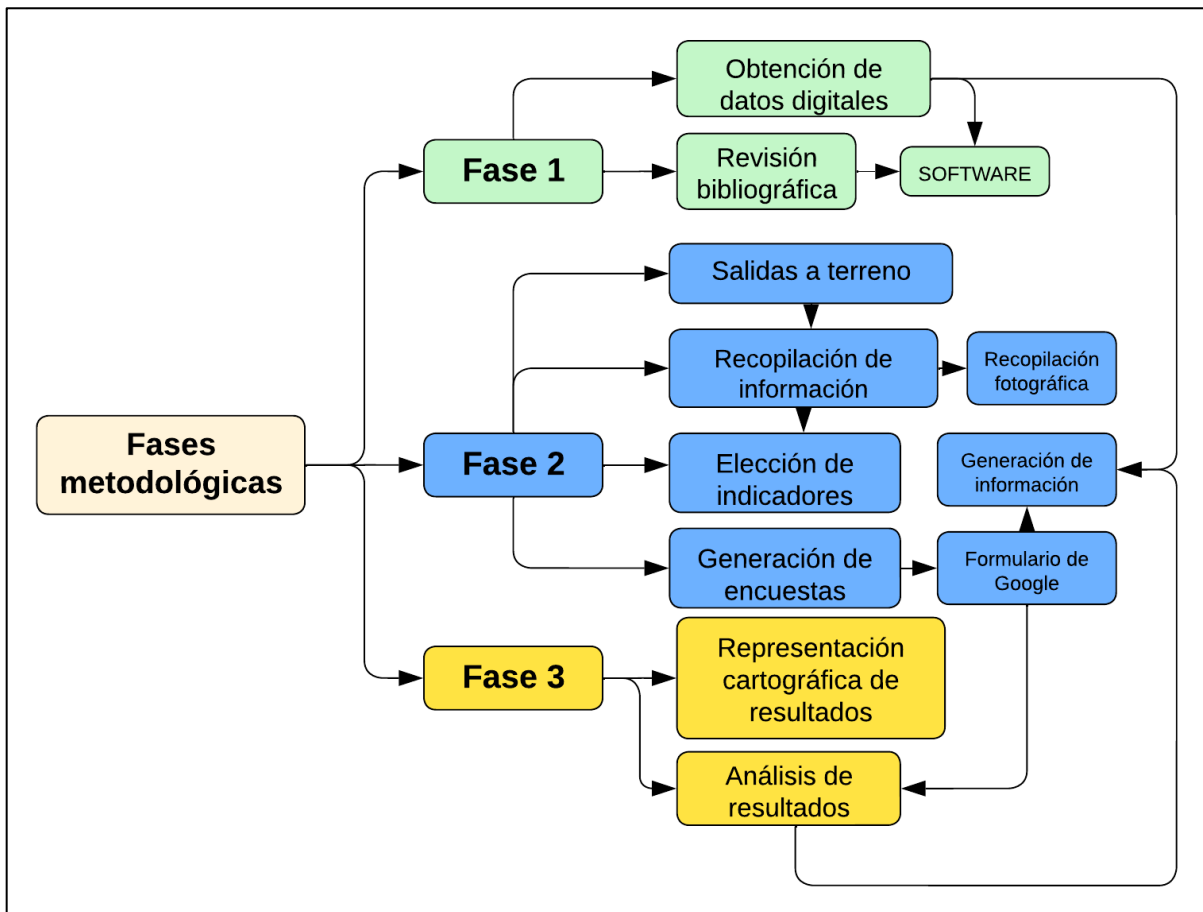 Obtención de
datos digitales
Fase 1
Revisión
bibliográfica
SOFTWARE
Salidas a terreno
Recopilación de
información
Recopilación
fotográfica
Fases
metodológicas
Fase 2
Elección de
indicadores
Generación de
información
Generación de
encuestas
Formulario de
Google
Fase 3
Representación
cartográfica de
resultados
Análisis de
resultados